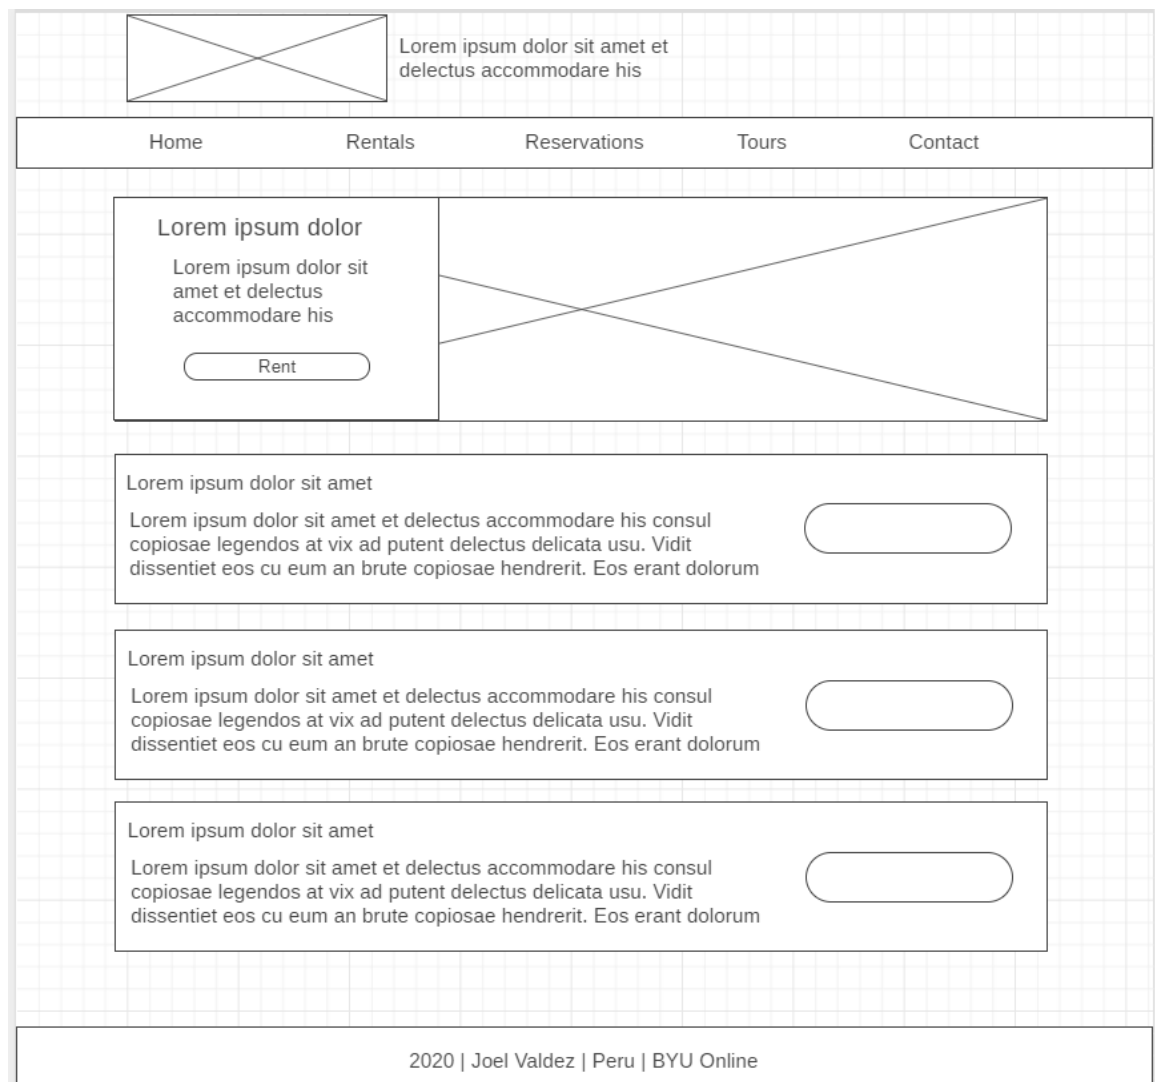 Lorem ipsum dolor sit amet et
delectus accommodare his
Home Rentals Reservations Tours Contact
Lorem ipsum dolor
Lorem ipsum dolor sit
amet et delectus
accommodare his
Rent
Lorem ipsum dolor sit amet
Lorem ipsum dolor sit amet et delectus accommodare his consul
copiosae legendos at vix ad putent delectus delicata usu. Vidit
dissentiet eos cu eum an brute copiosae hendrerit. Eos erant dolorum
Lorem ipsum dolor sit amet
Lorem ipsum dolor sit amet et delectus accommodare his consul
copiosae legendos at vix ad putent delectus delicata usu. Vidit
dissentiet eos cu eum an brute copiosae hendrerit. Eos erant dolorum
Lorem ipsum dolor sit amet
Lorem ipsum dolor sit amet et delectus accommodare his consul
copiosae legendos at vix ad putent delectus delicata usu. Vidit
dissentiet eos cu eum an brute copiosae hendrerit. Eos erant dolorum
2020 | Joel Valdez | Peru | BYU Online